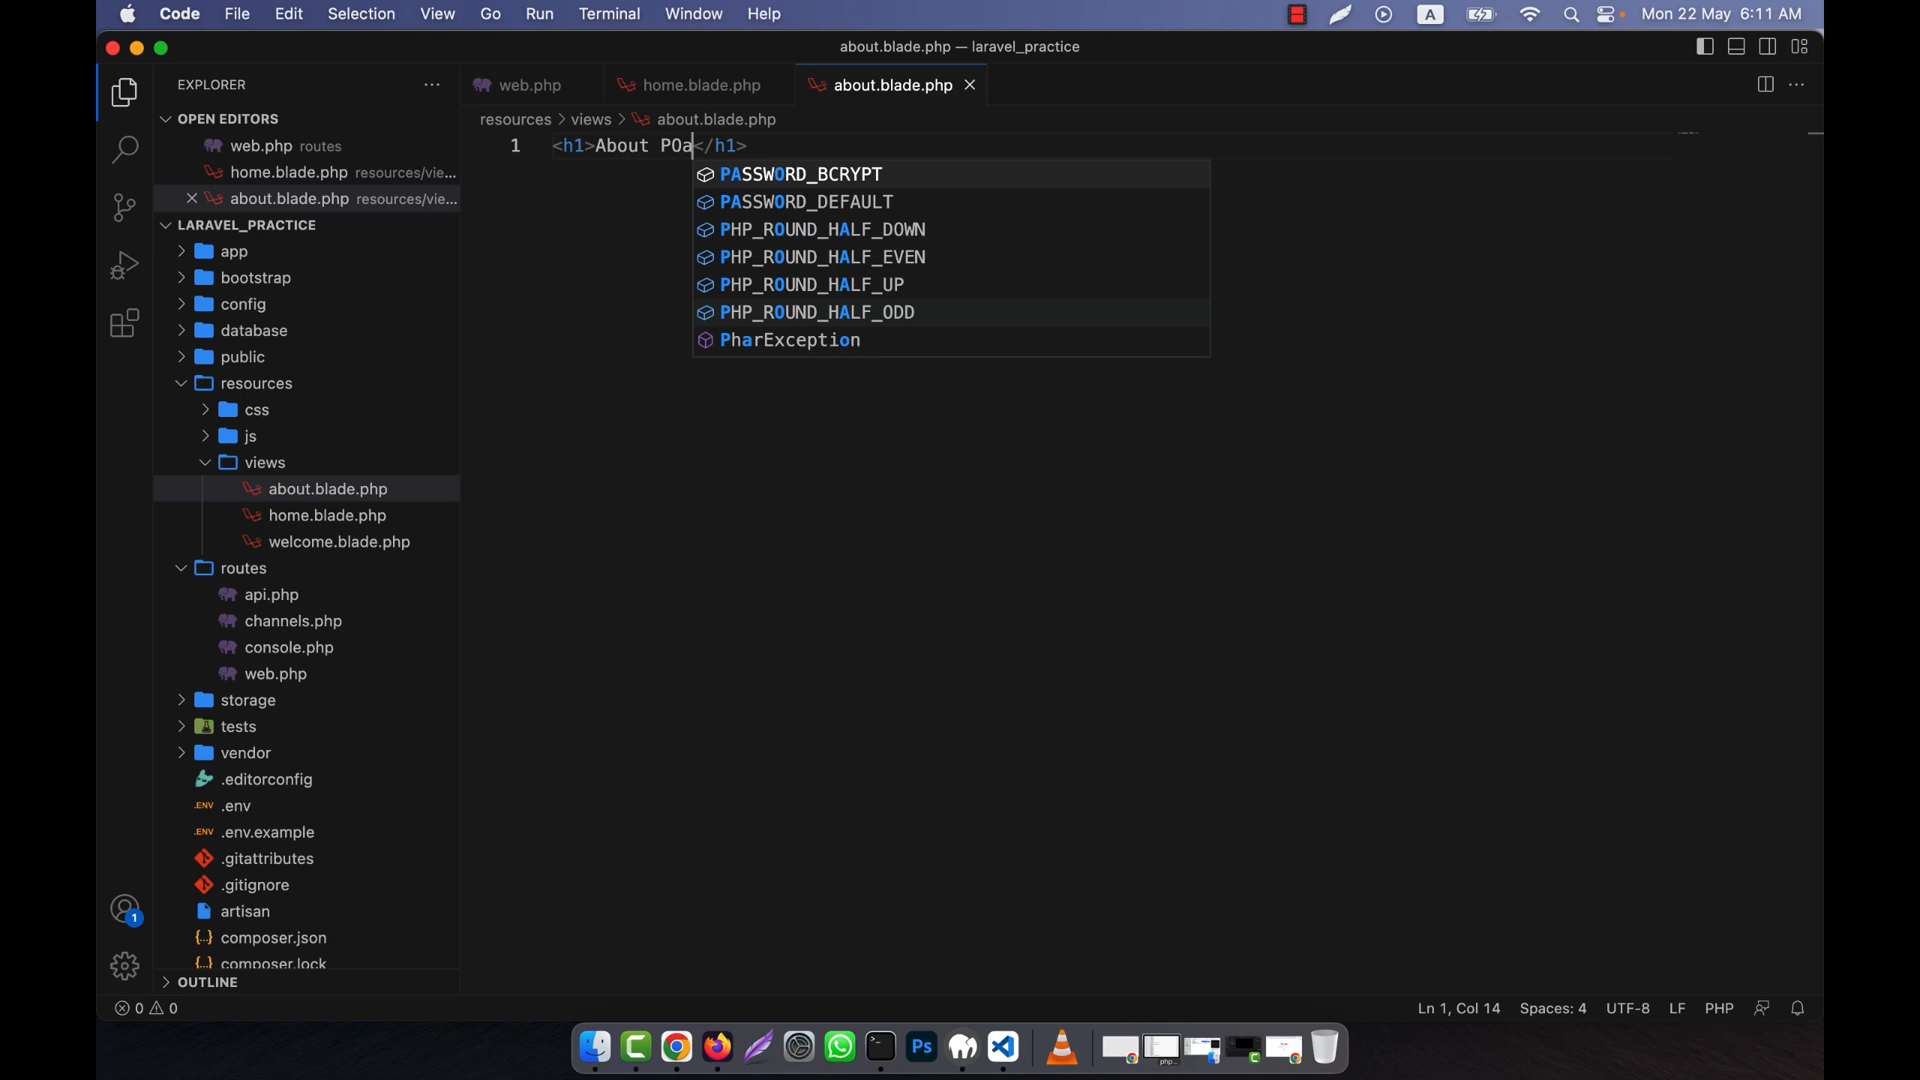 Code File Edit Selection View Go Run Terminal Window Help A Mon 22 May 6:11 AM
about.blade.php — laravel_practice
EXPLORER
web.php home.blade.php about.blade.php
OPEN EDITORS
resources > views > about.blade.php
web.php routes
home.blade.php resources/vie...
about.blade.php resources/vie...
1 <h1>About POa</h1>
PASSWORD_BCRYPT
PASSWORD_DEFAULT
PHP_ROUND_HALF_DOWN
PHP_ROUND_HALF_EVEN
PHP_ROUND_HALF_UP
PHP_ROUND_HALF_ODD
PharException
LARAVEL_PRACTICE
app
bootstrap
config
database
public
resources
css
js
views
about.blade.php
home.blade.php
welcome.blade.php
routes
api.php
channels.php
console.php
web.php
storage
tests
vendor
.editorconfig
.ENV .env
.ENV .env.example
.gitattributes
.gitignore
artisan
{..} composer.json
{..} composer.lock
OUTLINE
1
0 0 Ln 1, Col 14 Spaces: 4 UTF-8 LF PHP
Ps